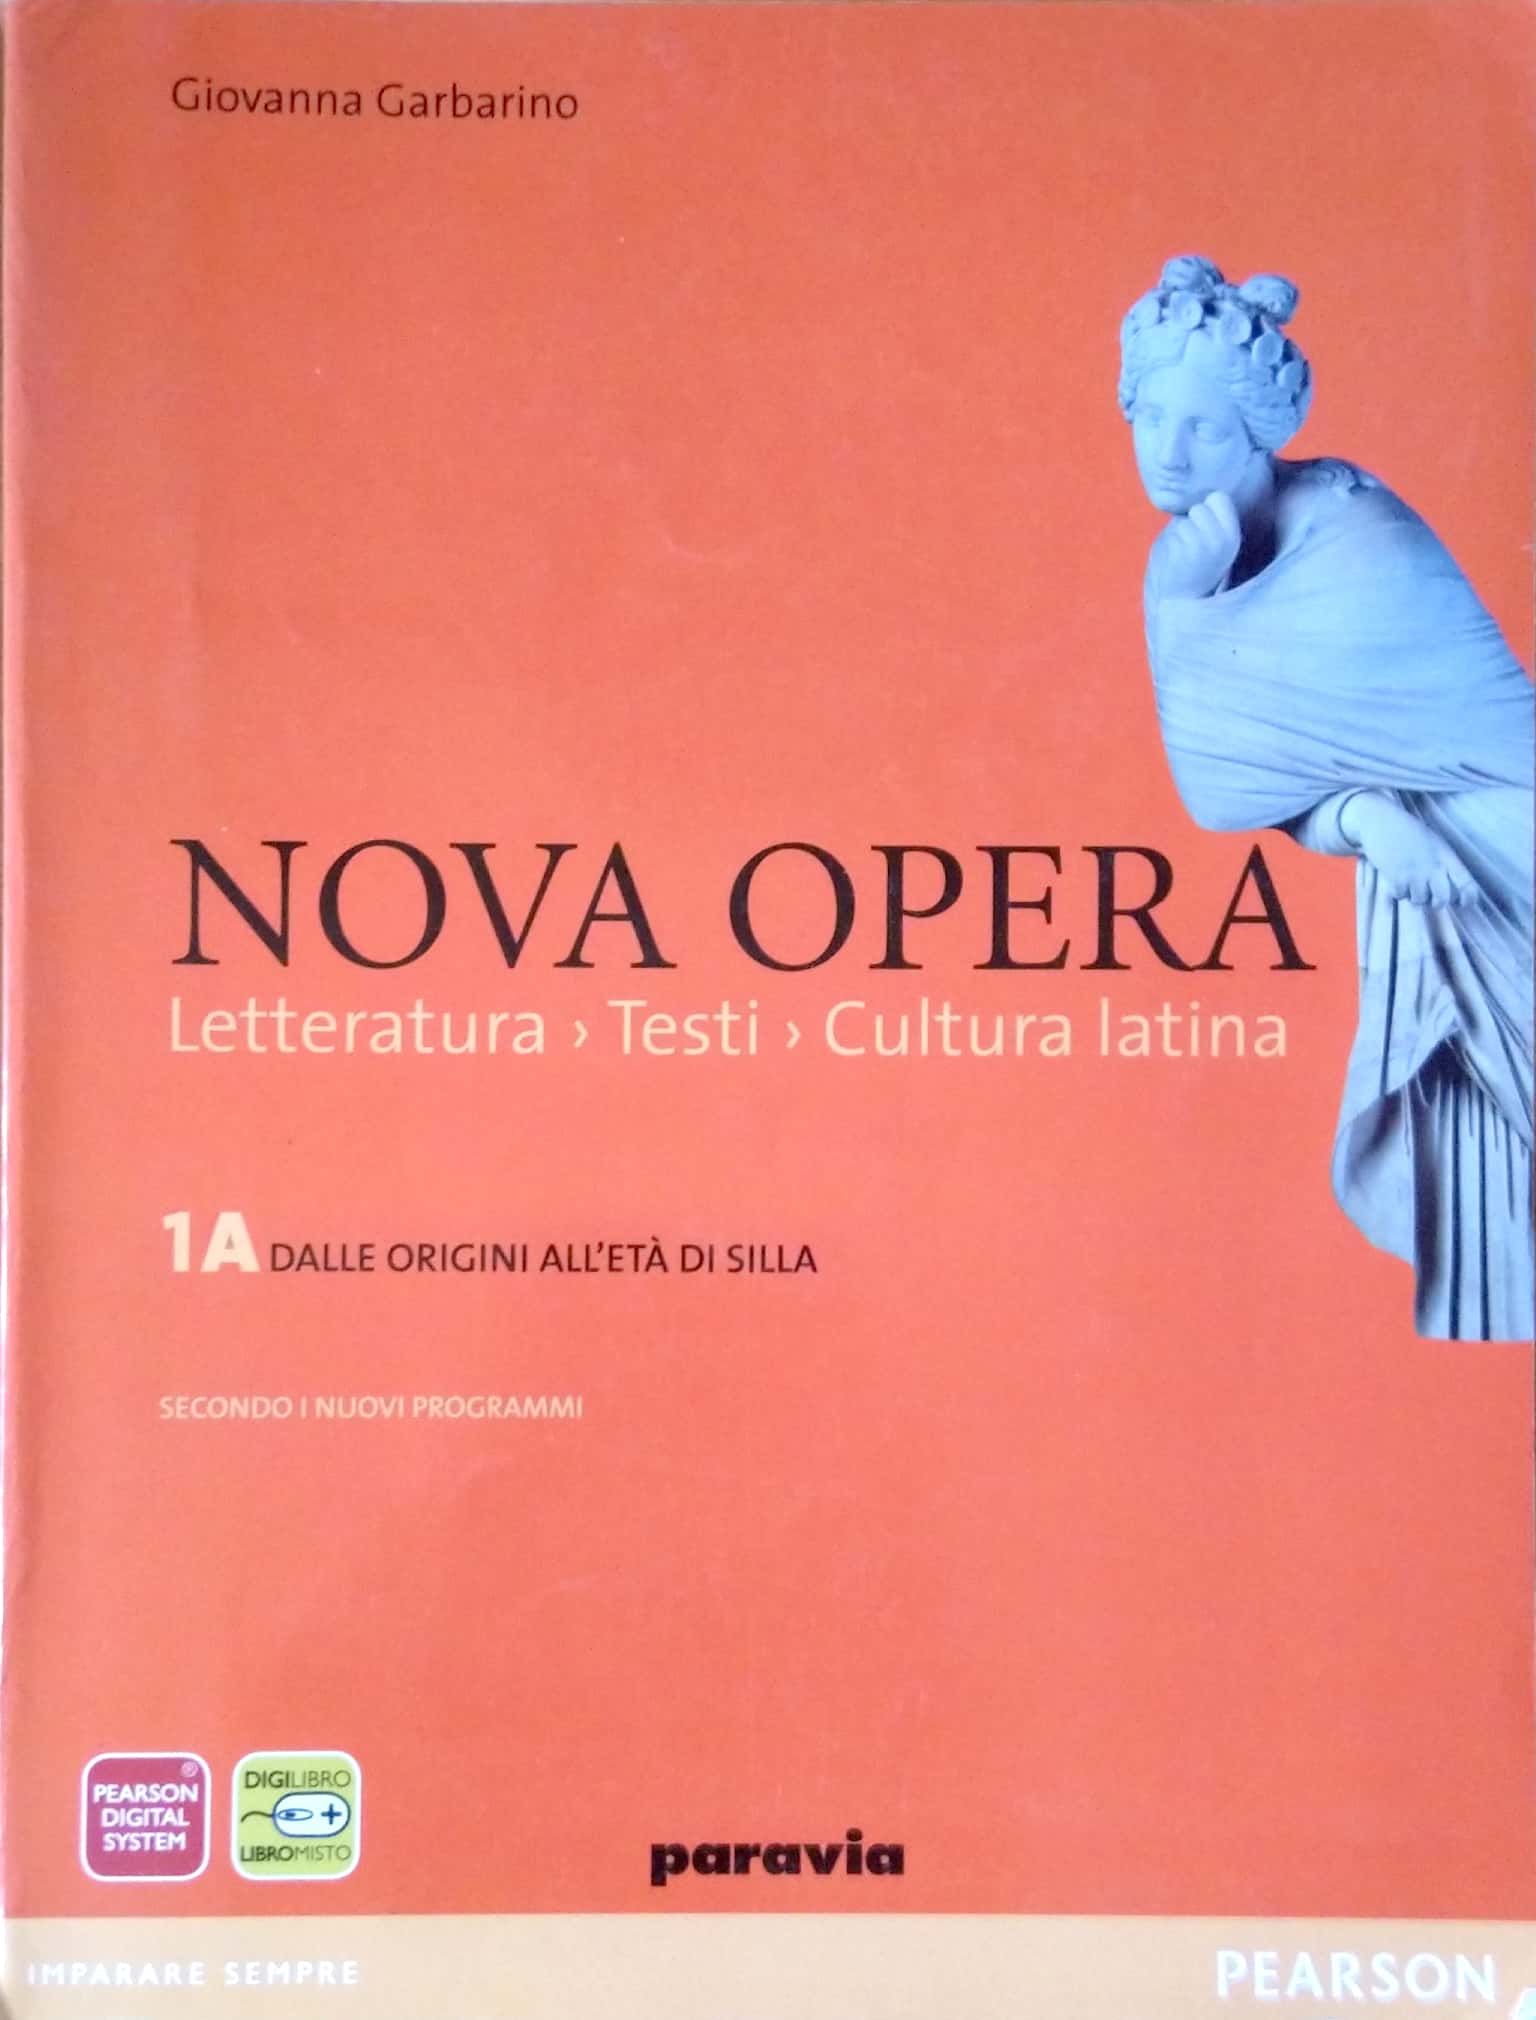 Giovanna Garbarino
NOVA OPERA
Letteratura › Testi › Cultura latina
1A DALLE ORIGINI ALL'ETÀ DI SILLA
SECONDO I NUOVI PROGRAMMI
PEARSON®
DIGITAL
SYSTEM
DIGILIBRO
LIBROMISTO
paravia
IMPARARE SEMPRE
PEARSON